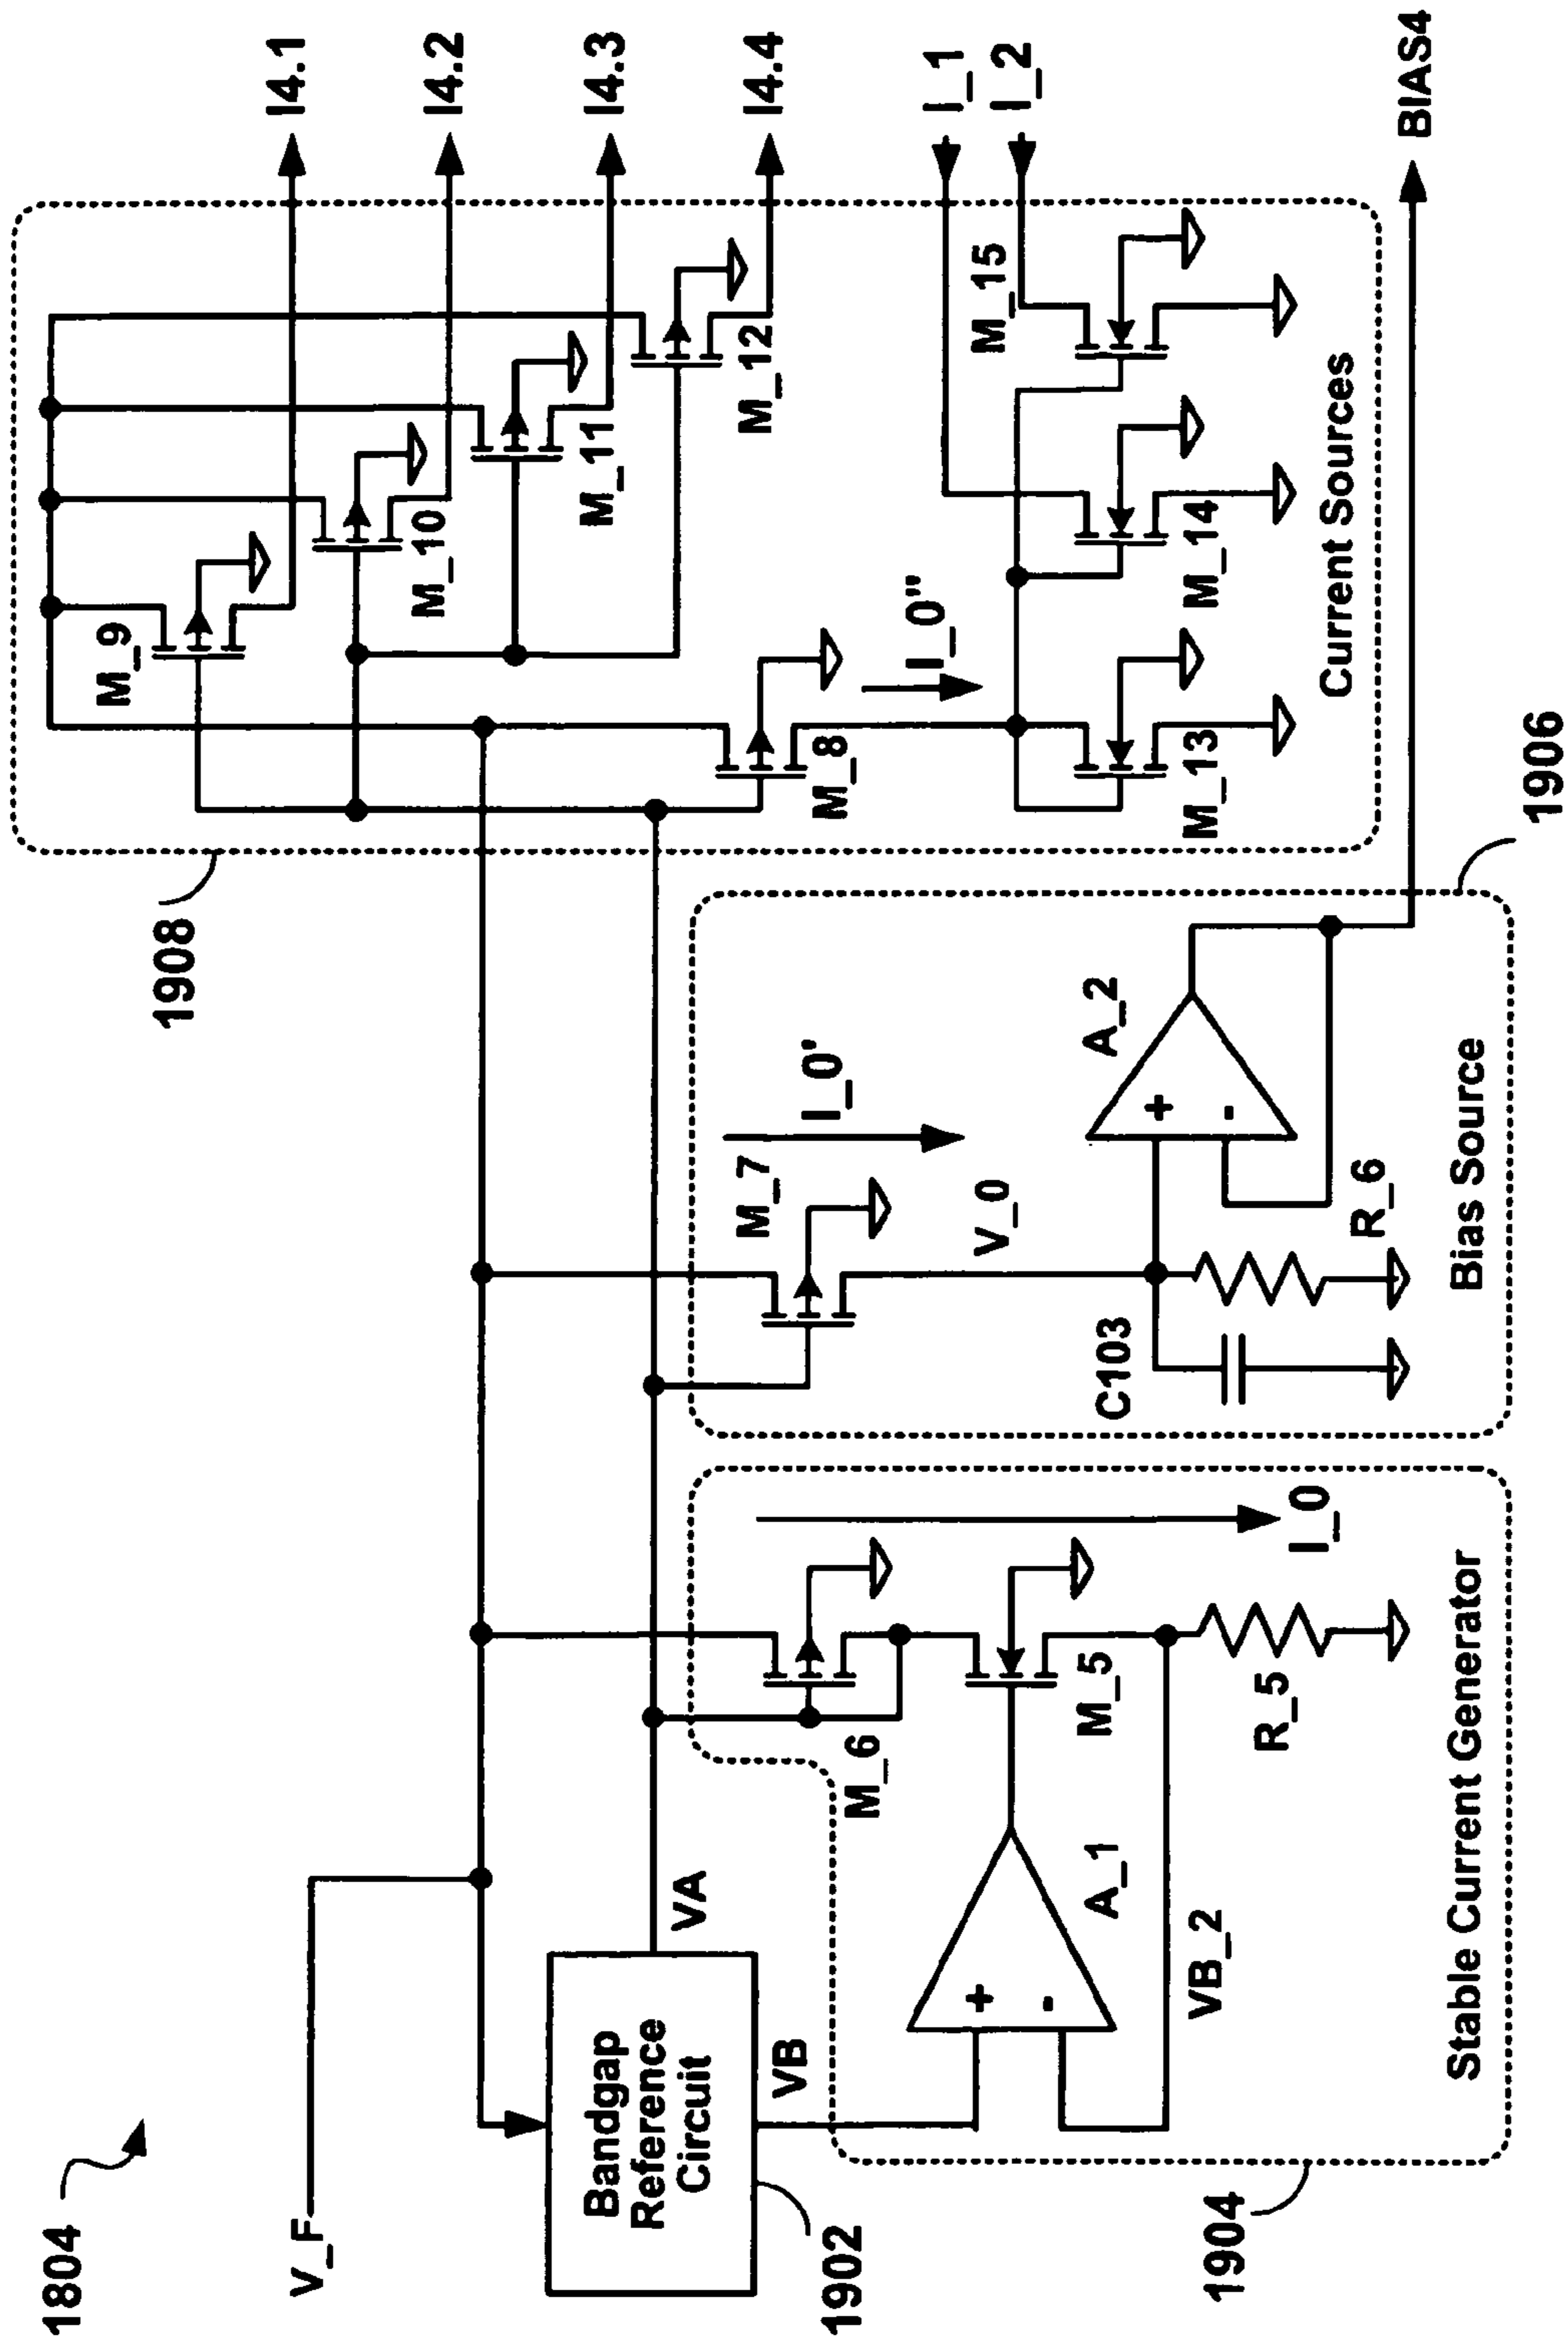 1804
V_F
Bandgap
Reference
Circuit
1902
VA
VB
1904
A_1
+
-
VB_2
M_6
M_5
R_5
I_0
Stable Current Generator
1906
M_7
I_0'
V_0
C103
R_6
A_2
+
-
Bias Source
BIAS4
1908
M_9
M_10
M_11
M_12
M_8
I_0"
M_13
M_14
M_15
Current Sources
I4.1
I4.2
I4.3
I4.4
I_1
I_2